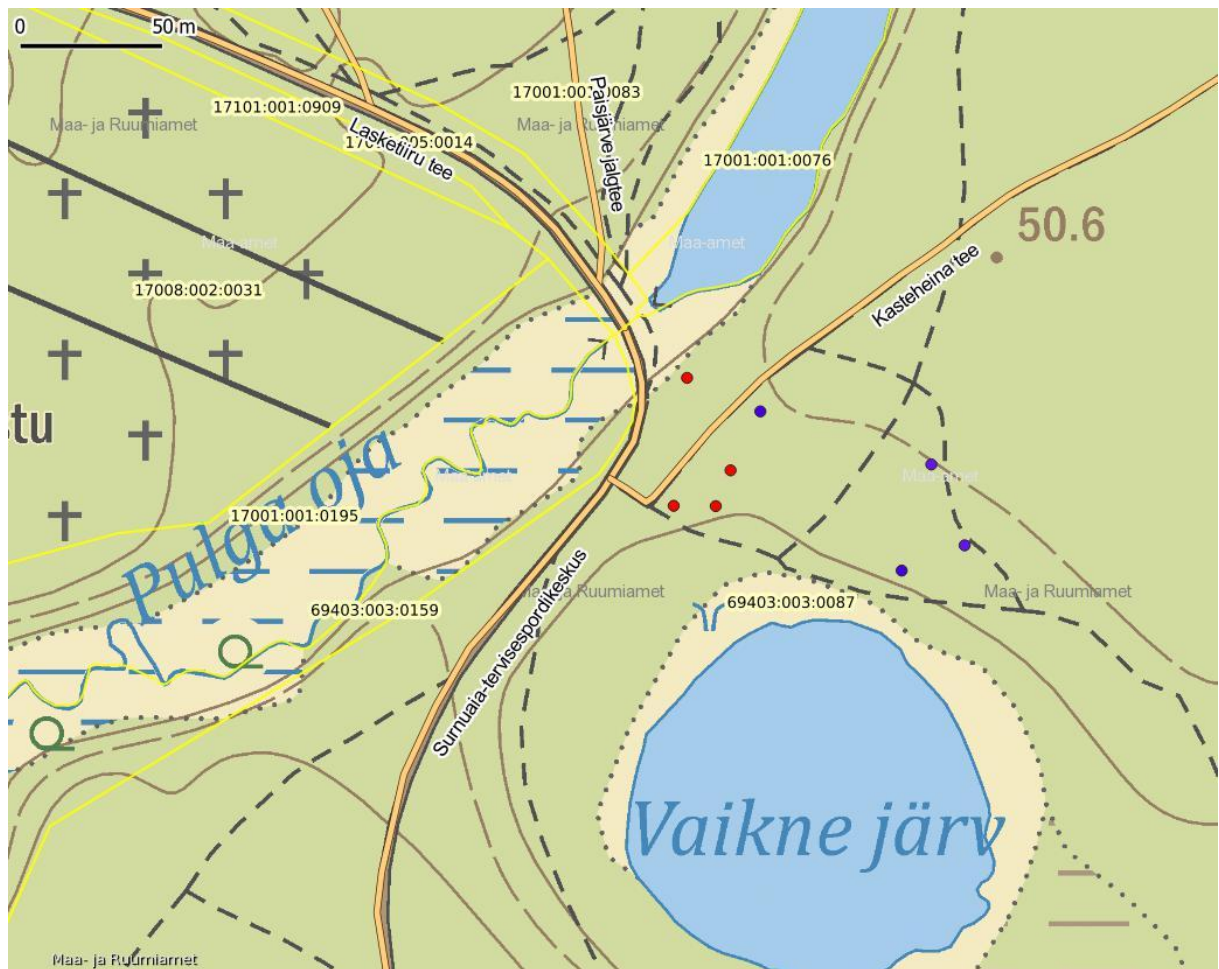 0 50 m
17101:001:0909
17001:001:0083
Maa- ja Ruumiamet
Maa- ja Ruumiamet
Paisjärve jalgtee
Lasketiiru tee
17001:001:0076
50.6
Maa-amet
Maa-amet
Kasteheina tee
17008:002:0031
stu
Pulga oja
Maa-amet
Maa-amet
17001:001:0195
Maa- ja Ruumiamet
Maa- ja Ruumiamet
69403:003:0159
69403:003:0087
Surnuaia-tervisespordikeskus
Vaikne järv
Maa- ja Ruumiamet